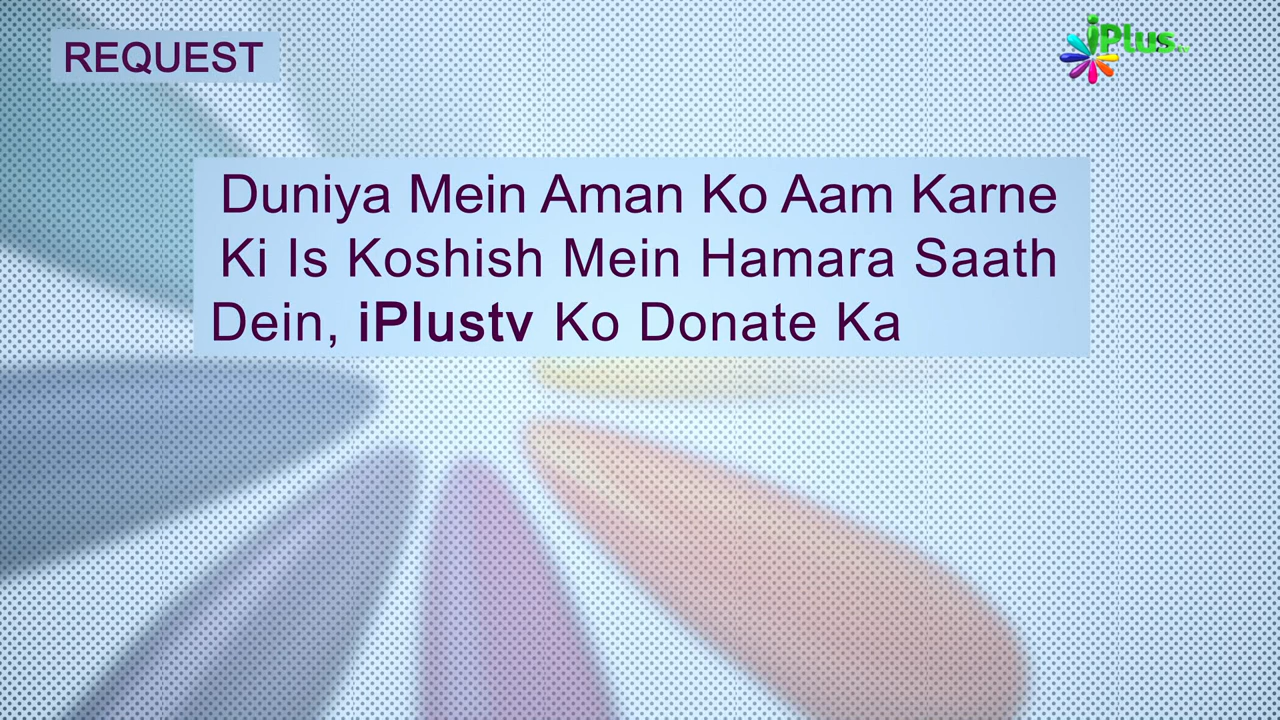 REQUEST
iPlus tv
Duniya Mein Aman Ko Aam Karne
Ki Is Koshish Mein Hamara Saath
Dein, iPlustv Ko Donate Ka